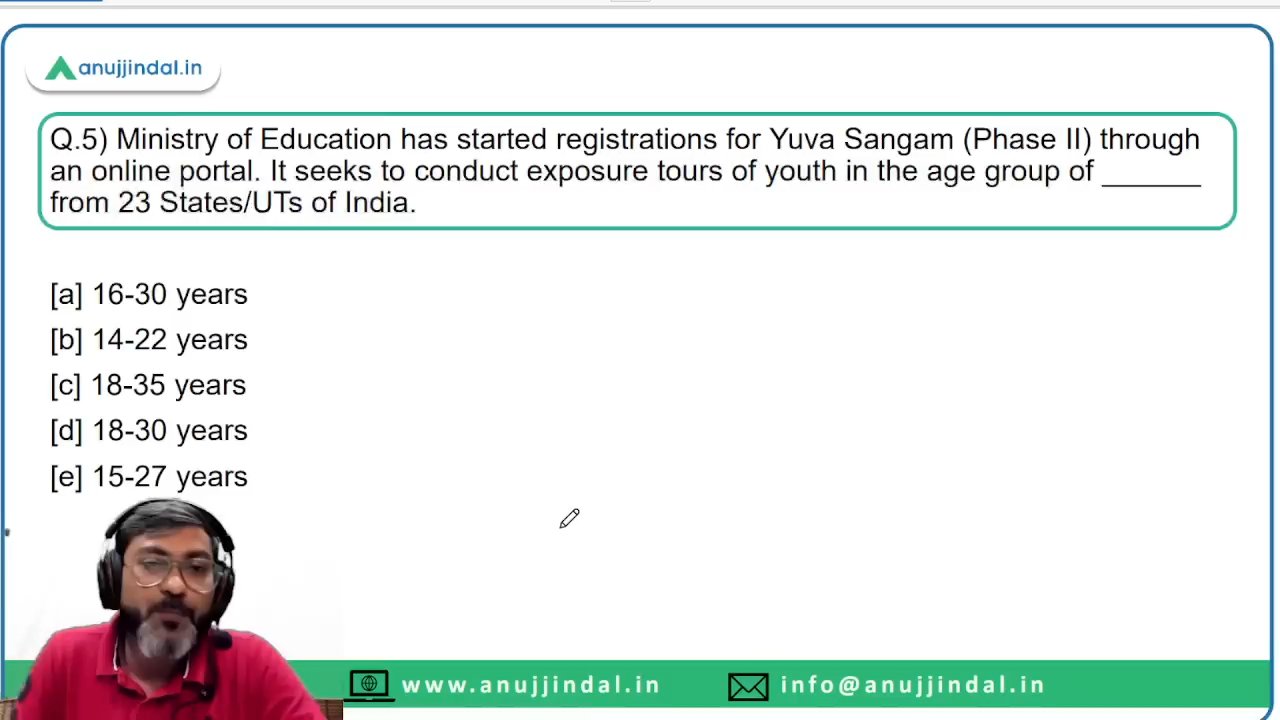 anujjindal.in
Q.5) Ministry of Education has started registrations for Yuva Sangam (Phase II) through
an online portal. It seeks to conduct exposure tours of youth in the age group of ______
from 23 States/UTs of India.
[a] 16-30 years
[b] 14-22 years
[c] 18-35 years
[d] 18-30 years
[e] 15-27 years
www.anujjindal.in
info@anujjindal.in